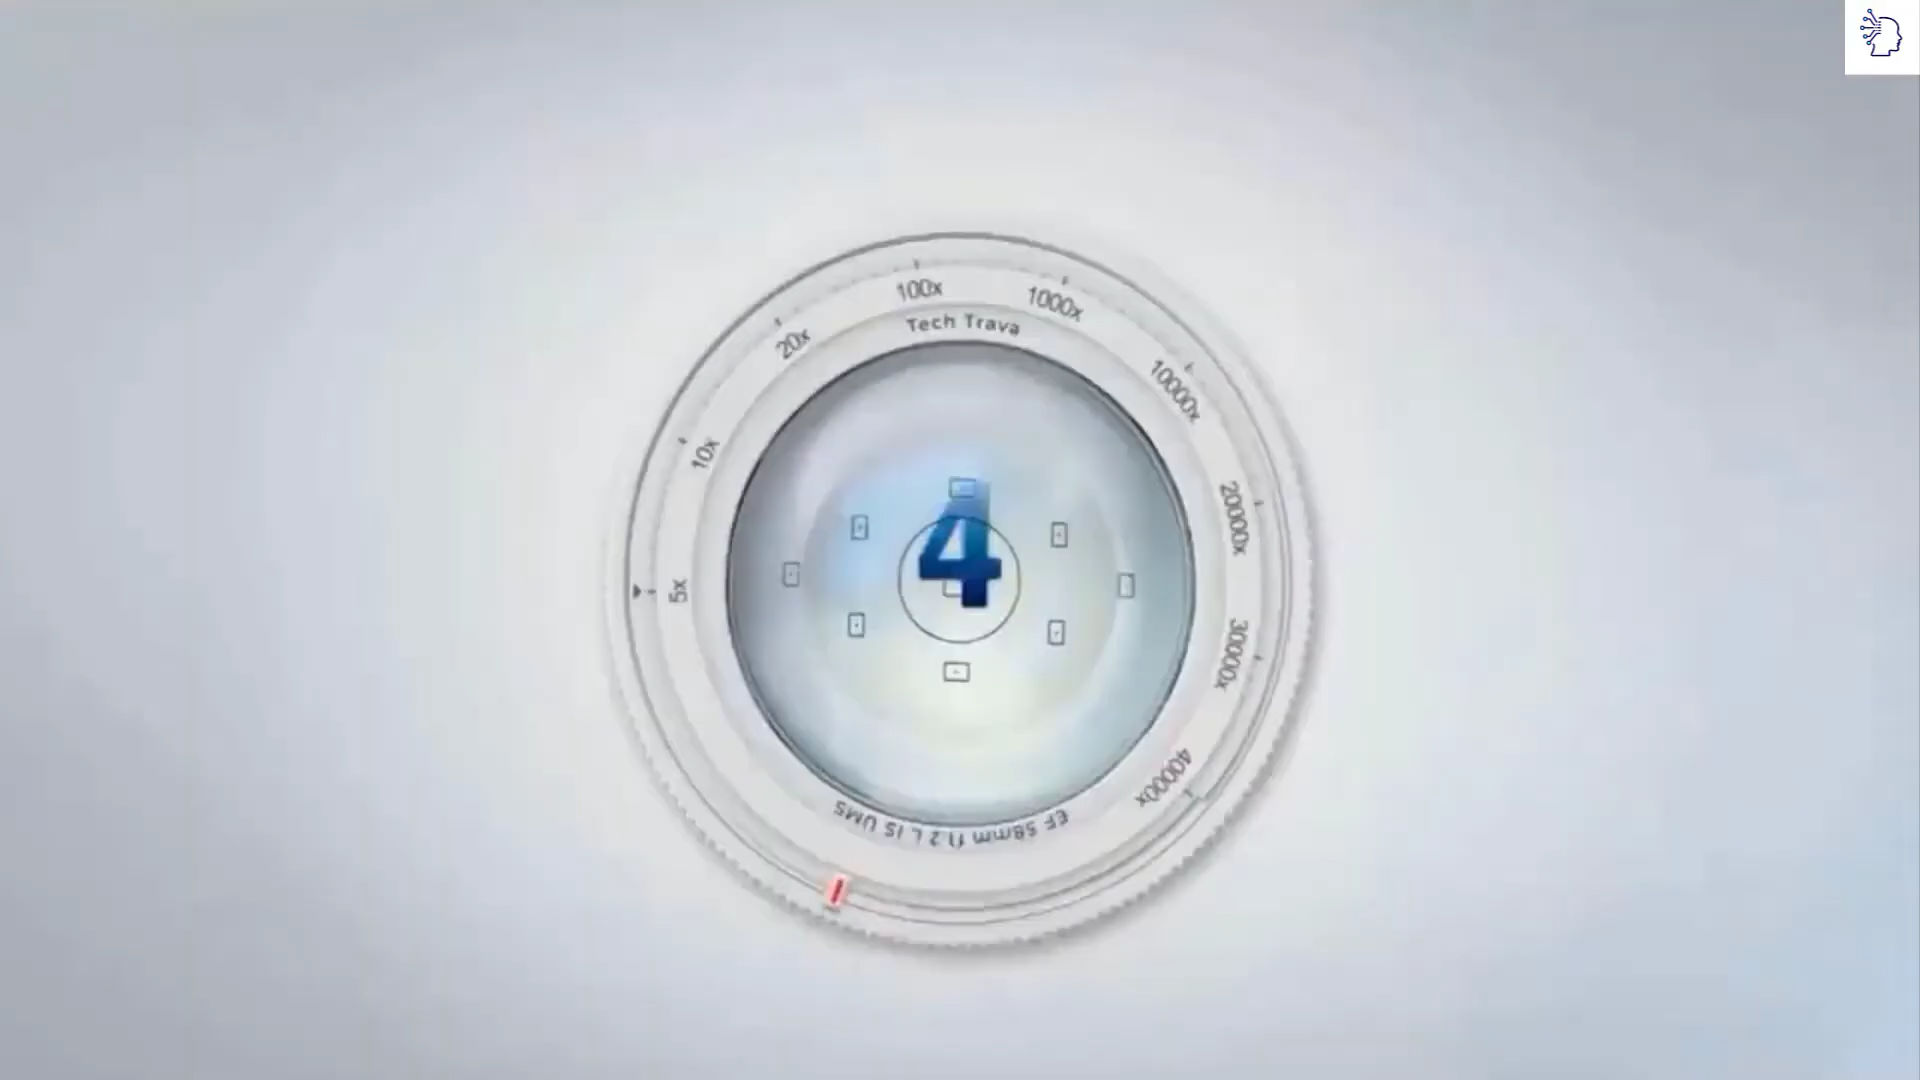 5x
10x
20x
100x
1000x
10000x
20000x
30000x
40000x
Tech Trava
4
EF 58mm f1.2 L IS UMS